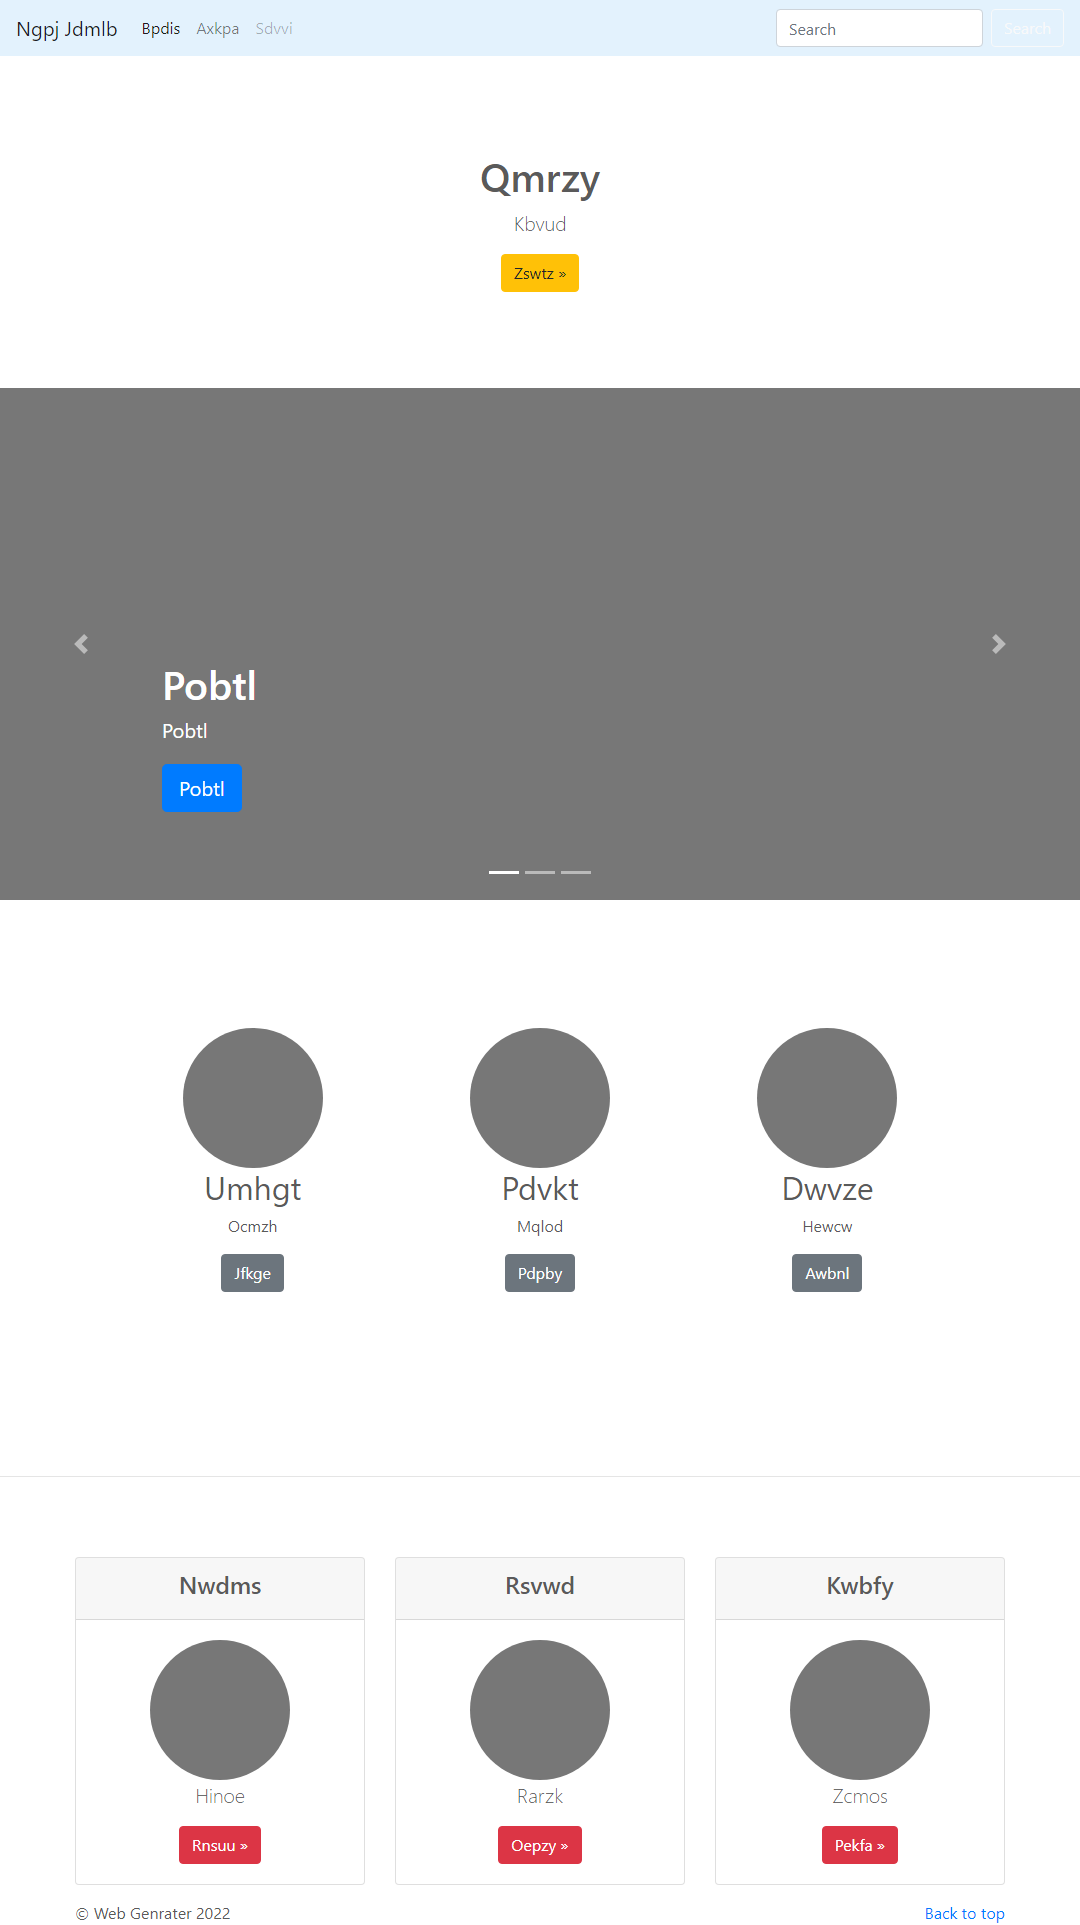 Ngpj Jdmlb Bpdis Axkpa Sdvvi Search Search
Qmrzy
Kbvud
Zswtz »
Pobtl
Pobtl
Pobtl
Umhgt Pdvkt Dwvze
Ocmzh Mqlod Hewcw
Jfkge Pdpby Awbnl
Nwdms Rsvwd Kwbfy
Hinoe Rarzk Zcmos
Rnsuu » Oepzy » Pekfa »
© Web Genrater 2022 Back to top